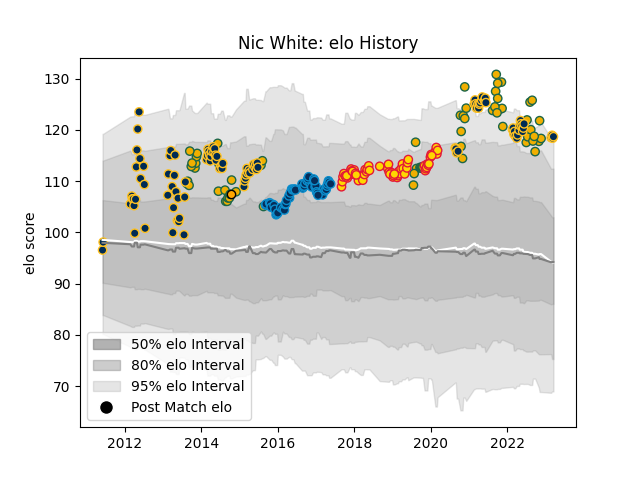 Nic White: elo History
elo score
130
120
110
100
90
80
70
50% elo Interval
80% elo Interval
95% elo Interval
Post Match elo
2012 2014 2016 2018 2020 2022